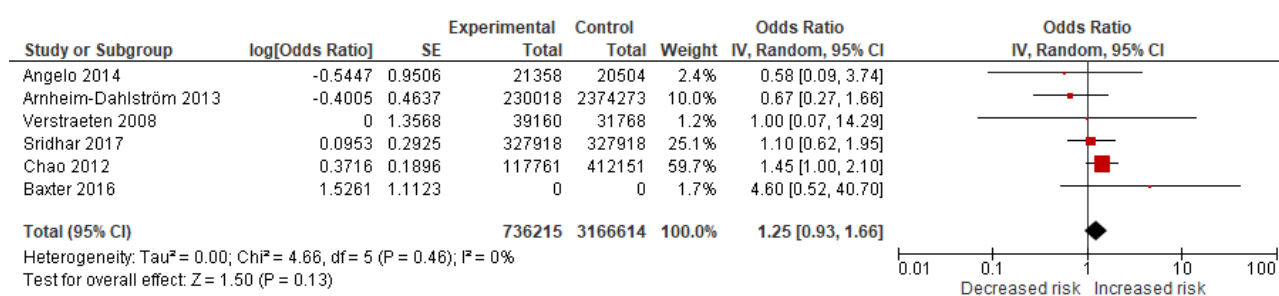 Experimental Control Odds Ratio Odds Ratio
Study or Subgroup log[Odds Ratio] SE Total Total Weight IV, Random, 95% CI IV, Random, 95% CI
Angelo 2014 -0.5447 0.9506 21358 20504 2.4% 0.58 [0.09, 3.74]
Arnheim-Dahlström 2013 -0.4005 0.4637 230018 2374273 10.0% 0.67 [0.27, 1.66]
Verstraeten 2008 0 1.3568 39160 31768 1.2% 1.00 [0.07, 14.29]
Sridhar 2017 0.0953 0.2925 327918 327918 25.1% 1.10 [0.62, 1.95]
Chao 2012 0.3716 0.1896 117761 412151 59.7% 1.45 [1.00, 2.10]
Baxter 2016 1.5261 1.1123 0 0 1.7% 4.60 [0.52, 40.70]
Total (95% CI) 736215 3166614 100.0% 1.25 [0.93, 1.66]
Heterogeneity: Tau² = 0.00; Chi² = 4.66, df = 5 (P = 0.46); I² = 0%
Test for overall effect: Z = 1.50 (P = 0.13)
0.01 0.1 1 10 100
Decreased risk Increased risk